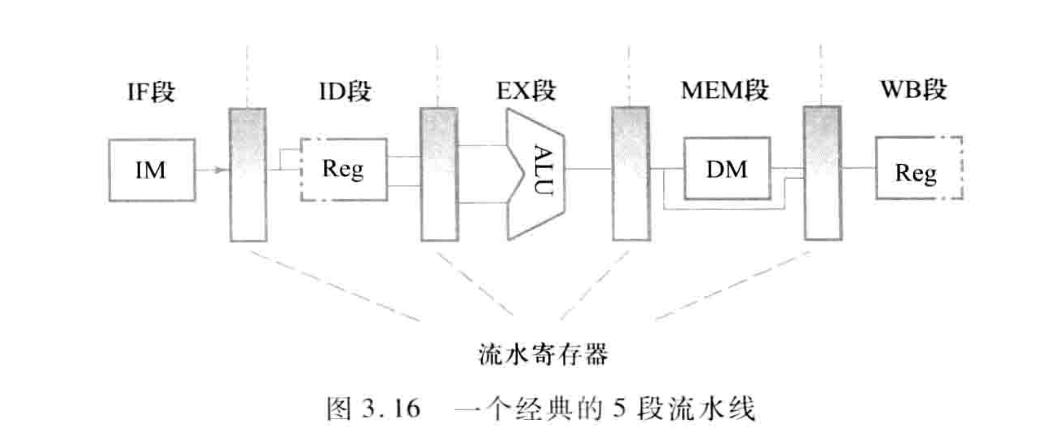 IF段 ID段 EX段 MEM段 WB段
IM Reg ALU DM Reg
流水寄存器
图 3.16 一个经典的 5 段流水线